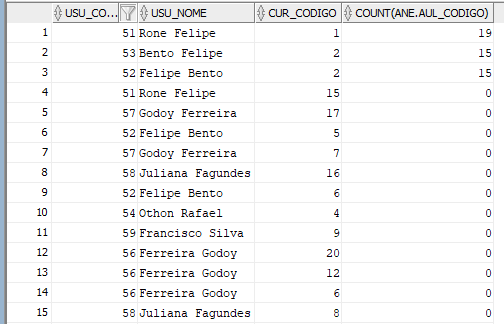 USU_CO... USU_NOME CUR_CODIGO COUNT(ANE.AUL_CODIGO)
1 51 Rone Felipe 1 19
2 53 Bento Felipe 2 15
3 52 Felipe Bento 2 15
4 51 Rone Felipe 15 0
5 57 Godoy Ferreira 17 0
6 52 Felipe Bento 5 0
7 57 Godoy Ferreira 7 0
8 58 Juliana Fagundes 16 0
9 52 Felipe Bento 6 0
10 54 Othon Rafael 4 0
11 59 Francisco Silva 9 0
12 56 Ferreira Godoy 20 0
13 56 Ferreira Godoy 12 0
14 56 Ferreira Godoy 6 0
15 58 Juliana Fagundes 8 0